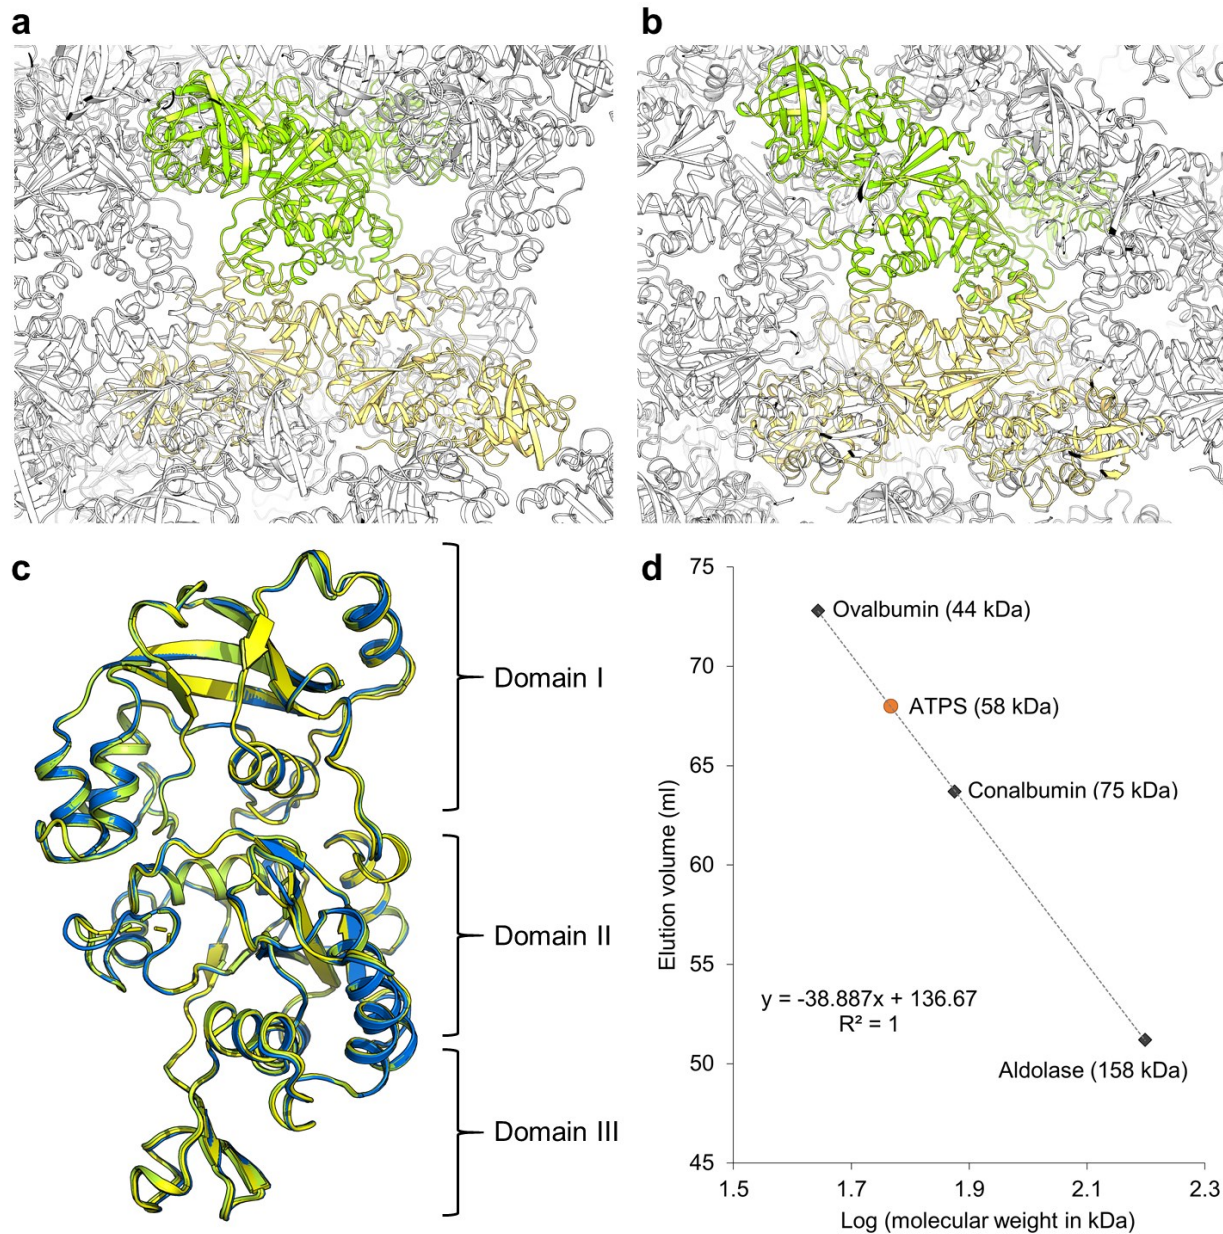 a
b
c
Domain I
Domain II
Domain III
d
75
70
65
60
55
50
45
Elution volume (ml)
Ovalbumin (44 kDa)
ATPS (58 kDa)
Conalbumin (75 kDa)
y = -38.887x + 136.67
R² = 1
Aldolase (158 kDa)
1.5 1.7 1.9 2.1 2.3
Log (molecular weight in kDa)